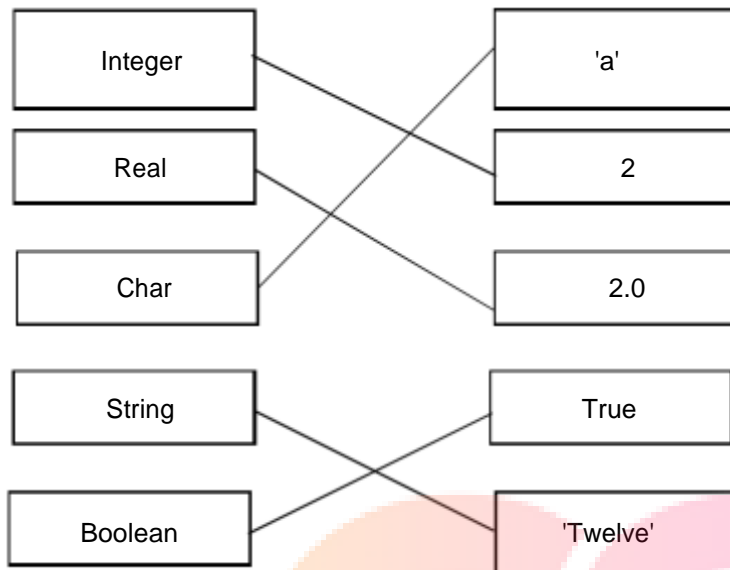 Integer
'a'
Real
2
Char
2.0
String
True
Boolean
'Twelve'